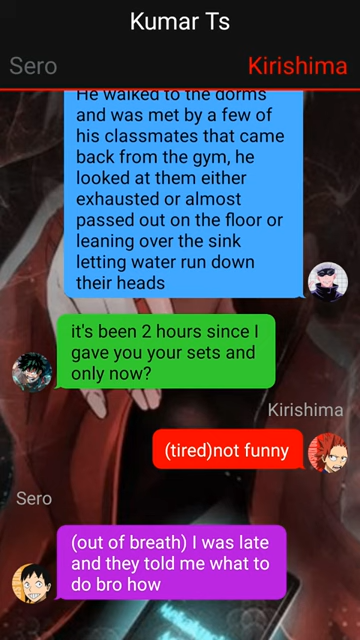 Kumar Ts
Sero
Kirishima
He walked to the dorms
and was met by a few of
his classmates that came
back from the gym, he
looked at them either
exhausted or almost
passed out on the floor or
leaning over the sink
letting water run down
their heads
it's been 2 hours since I
gave you your sets and
only now?
Kirishima
(tired)not funny
Sero
(out of breath) I was late
and they told me what to
do bro how